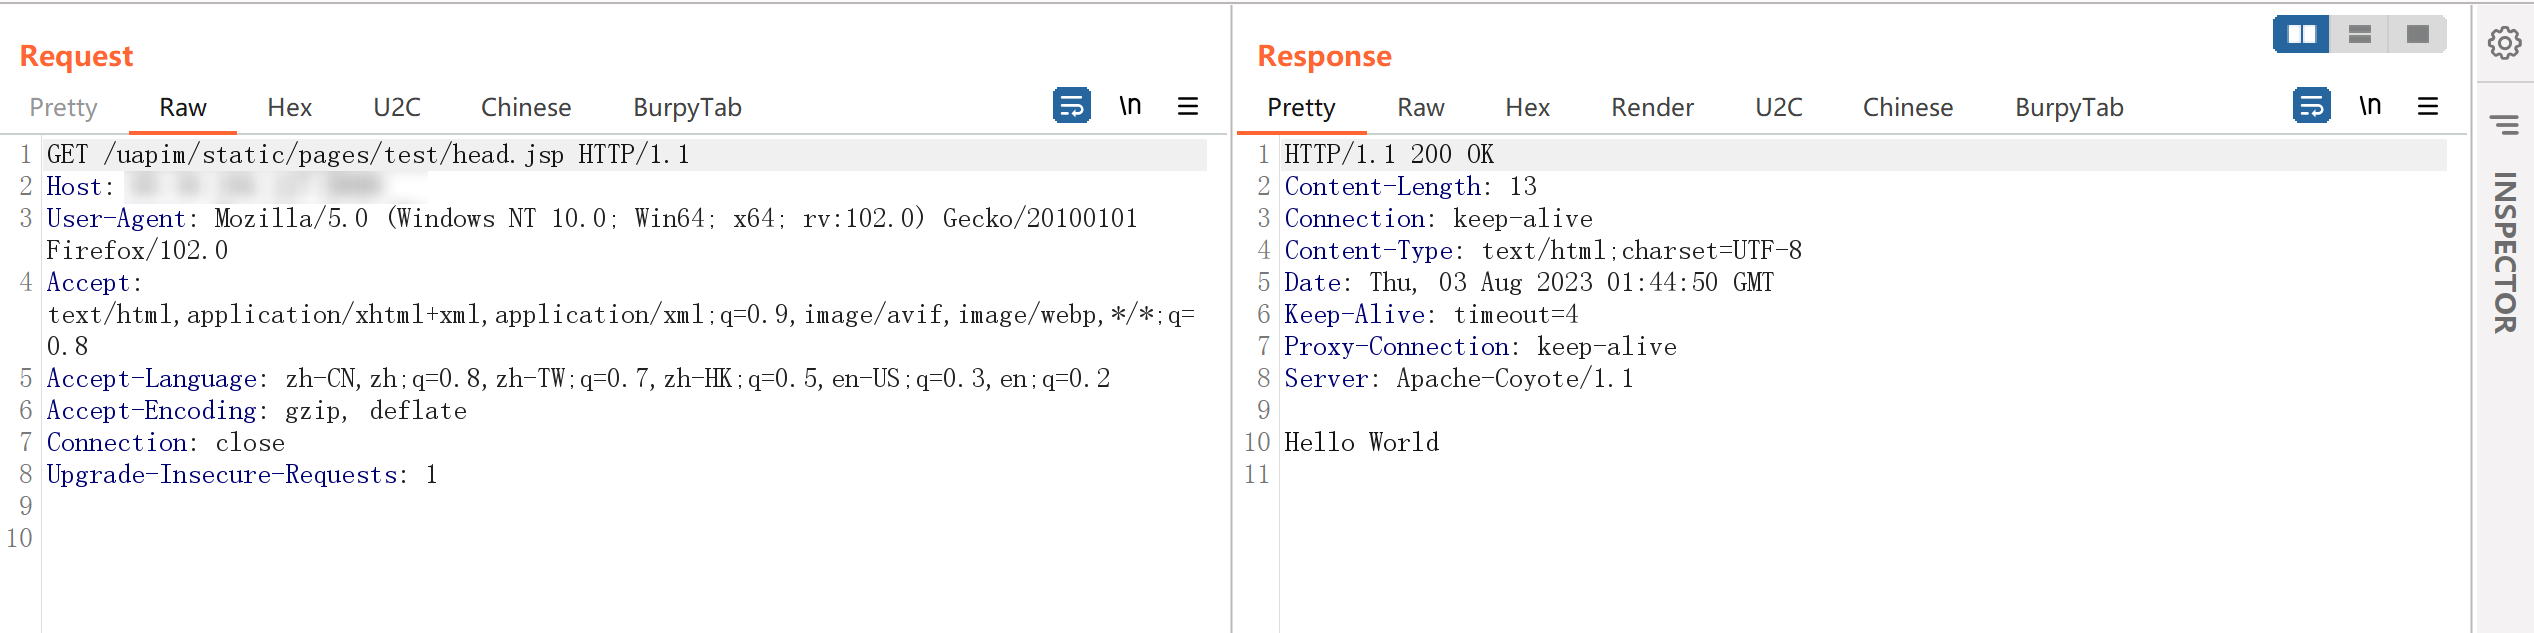 Request
Pretty Raw Hex U2C Chinese BurpyTab \n
1 GET /uapim/static/pages/test/head.jsp HTTP/1.1
2 Host:
3 User-Agent: Mozilla/5.0 (Windows NT 10.0; Win64; x64; rv:102.0) Gecko/20100101
Firefox/102.0
4 Accept:
text/html,application/xhtml+xml,application/xml;q=0.9,image/avif,image/webp,*/*;q=
0.8
5 Accept-Language: zh-CN,zh;q=0.8,zh-TW;q=0.7,zh-HK;q=0.5,en-US;q=0.3,en;q=0.2
6 Accept-Encoding: gzip, deflate
7 Connection: close
8 Upgrade-Insecure-Requests: 1
9
10
Response
Pretty Raw Hex Render U2C Chinese BurpyTab \n
1 HTTP/1.1 200 OK
2 Content-Length: 13
3 Connection: keep-alive
4 Content-Type: text/html;charset=UTF-8
5 Date: Thu, 03 Aug 2023 01:44:50 GMT
6 Keep-Alive: timeout=4
7 Proxy-Connection: keep-alive
8 Server: Apache-Coyote/1.1
9
10 Hello World
11
INSPECTOR